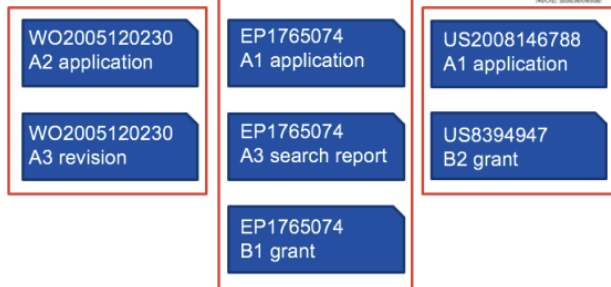 WO2005120230
A2 application
WO2005120230
A3 revision
EP1765074
A1 application
EP1765074
A3 search report
EP1765074
B1 grant
US2008146788
A1 application
US8394947
B2 grant